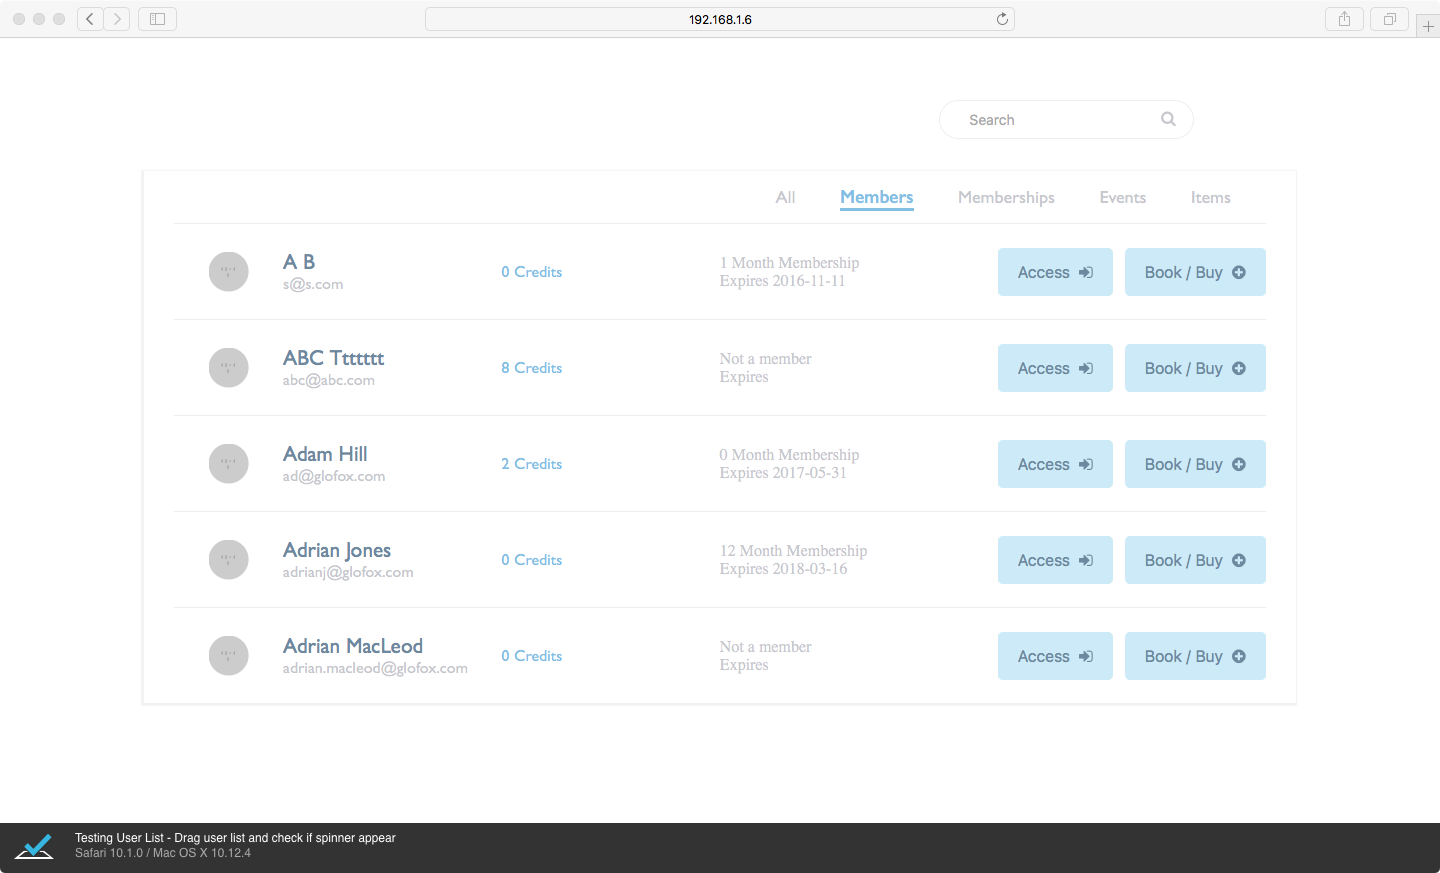 192.168.1.6
Search
All Members Memberships Events Items
A B
s@s.com
0 Credits
1 Month Membership
Expires 2016-11-11
Access
Book / Buy
ABC Ttttttt
abc@abc.com
8 Credits
Not a member
Expires
Access
Book / Buy
Adam Hill
ad@glofox.com
2 Credits
0 Month Membership
Expires 2017-05-31
Access
Book / Buy
Adrian Jones
adrianj@glofox.com
0 Credits
12 Month Membership
Expires 2018-03-16
Access
Book / Buy
Adrian MacLeod
adrian.macleod@glofox.com
0 Credits
Not a member
Expires
Access
Book / Buy
Testing User List - Drag user list and check if spinner appear
Safari 10.1.0 / Mac OS X 10.12.4